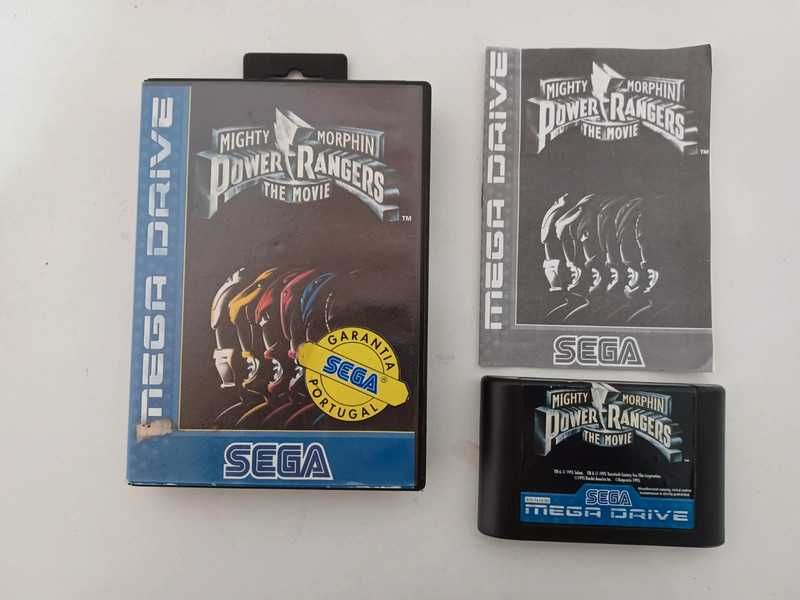 MEGA DRIVE
MIGHTY MORPHIN
POWER RANGERS
THE MOVIE
TM
GARANTIA
SEGA®
PORTUGAL
SEGA
MEGA DRIVE
MIGHTY MORPHIN
POWER RANGERS
THE MOVIE
TM
SEGA
MIGHTY MORPHIN
POWER RANGERS
THE MOVIE
SEGA
MEGA DRIVE